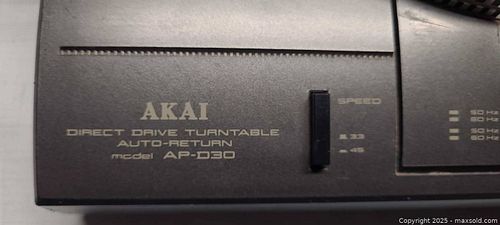 AKAI
DIRECT DRIVE TURNTABLE
AUTO-RETURN
model AP-D30
SPEED
33
45
50 Hz
60 Hz
50 Hz
60 Hz
Copyright 2025 - maxsold.com